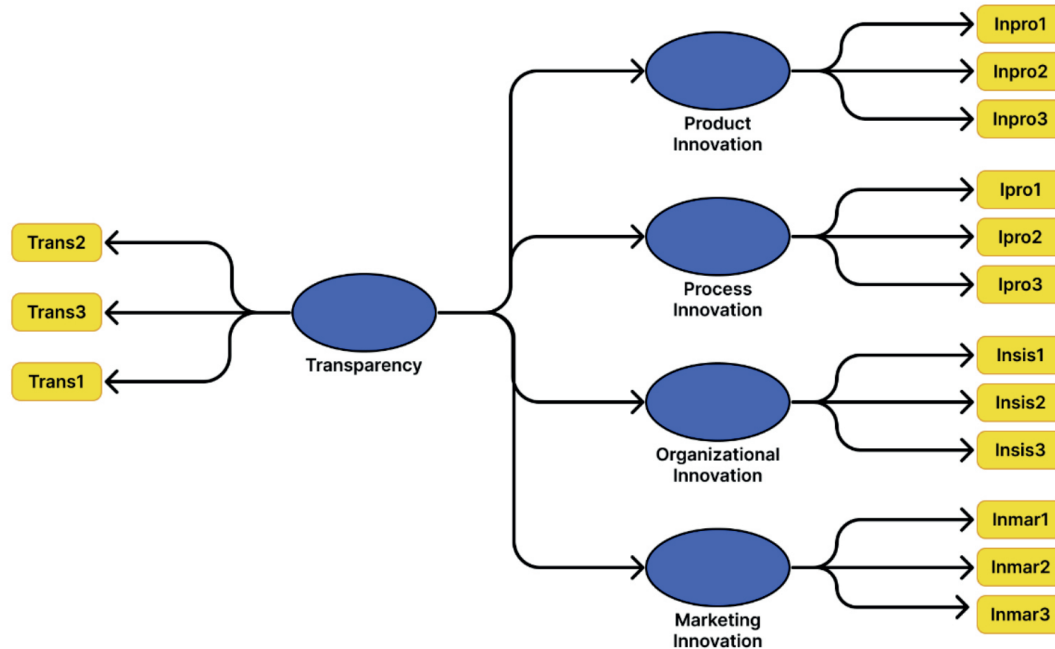 Trans2
Trans3
Trans1
Transparency
Product
Innovation
Process
Innovation
Organizational
Innovation
Marketing
Innovation
Inpro1
Inpro2
Inpro3
Ipro1
Ipro2
Ipro3
Insis1
Insis2
Insis3
Inmar1
Inmar2
Inmar3